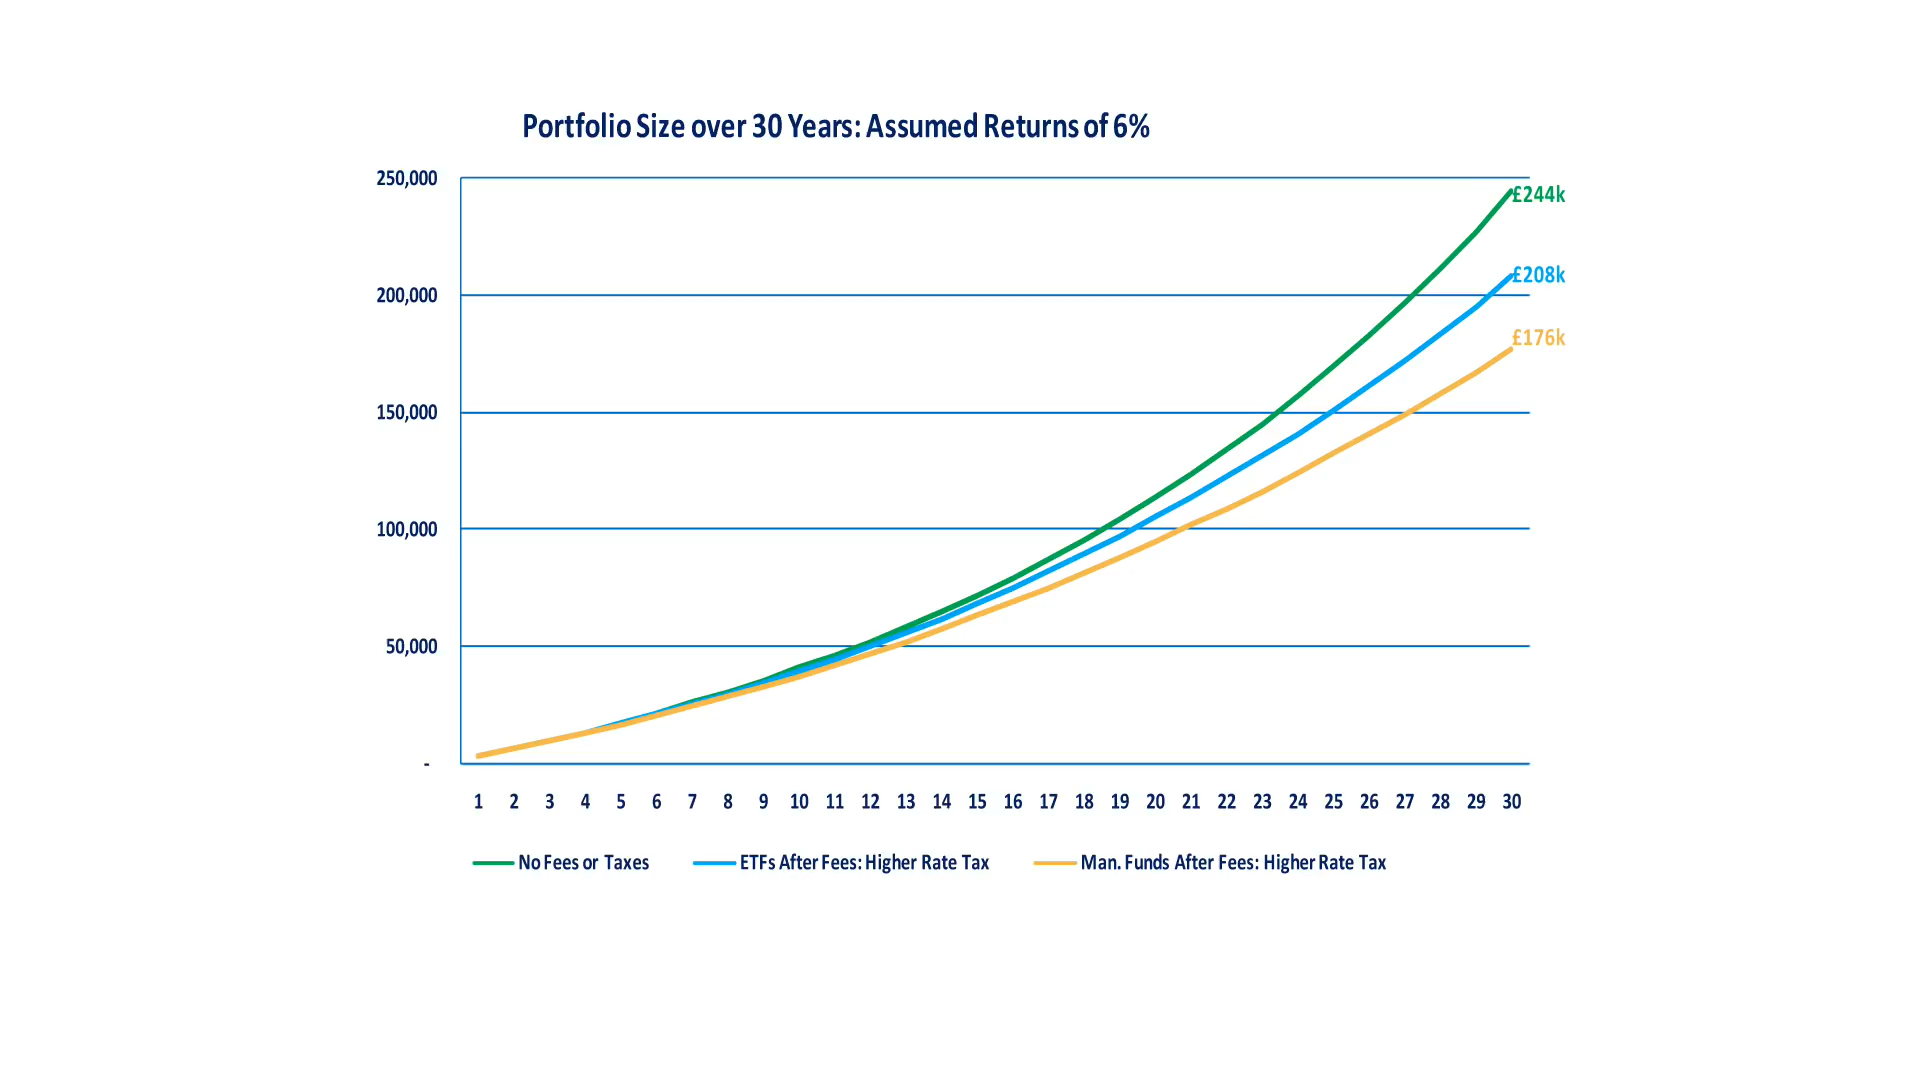 Portfolio Size over 30 Years: Assumed Returns of 6%
250,000
£244k
£208k
200,000
£176k
150,000
100,000
50,000
-
1 2 3 4 5 6 7 8 9 10 11 12 13 14 15 16 17 18 19 20 21 22 23 24 25 26 27 28 29 30
No Fees or Taxes ETFs After Fees: Higher Rate Tax Man. Funds After Fees: Higher Rate Tax